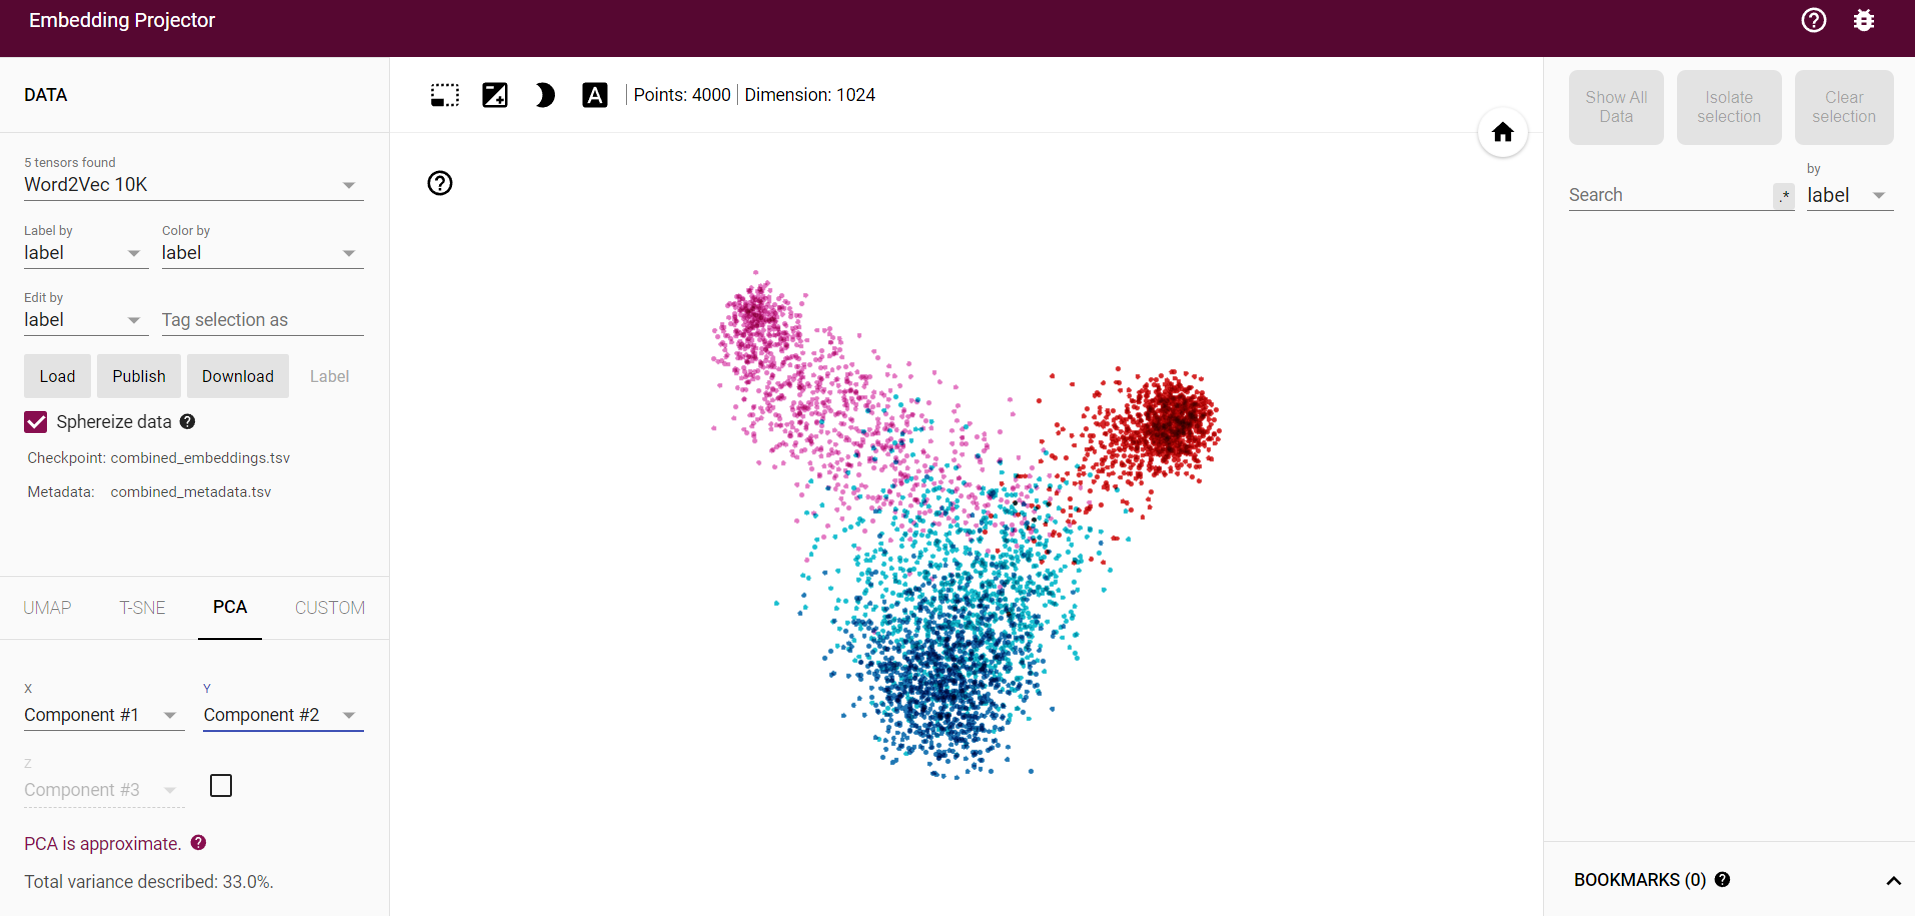 Embedding Projector
DATA
5 tensors found
Word2Vec 10K
Label by
Color by
label
label
Edit by
label
Tag selection as
Load
Publish
Download
Label
Sphereize data
Checkpoint: combined_embeddings.tsv
Metadata: combined_metadata.tsv
UMAP
T-SNE
PCA
CUSTOM
X
Y
Component #1
Component #2
Z
Component #3
PCA is approximate.
Total variance described: 33.0%.
A
Points: 4000
Dimension: 1024
Show All
Data
Isolate
selection
Clear
selection
by
Search
.*
label
BOOKMARKS (0)